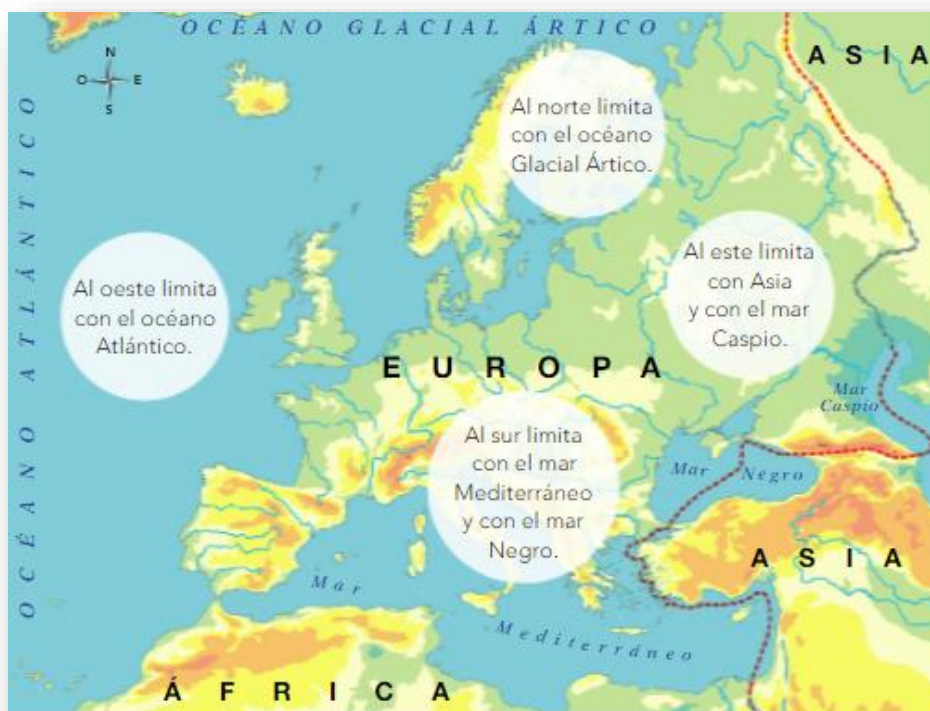 OCÉANO GLACIAL ÁRTICO
ASIA
N
O E
S
OCÉANO ATLÁNTICO
Al norte limita
con el océano
Glacial Ártico.
Al oeste limita
con el océano
Atlántico.
Al este limita
con Asia
y con el mar
Caspio.
EUROPA
Mar
Caspio
Al sur limita
con el mar
Mediterráneo
y con el mar
Negro.
Mar Negro
ASIA
Mar Mediterráneo
ÁFRICA